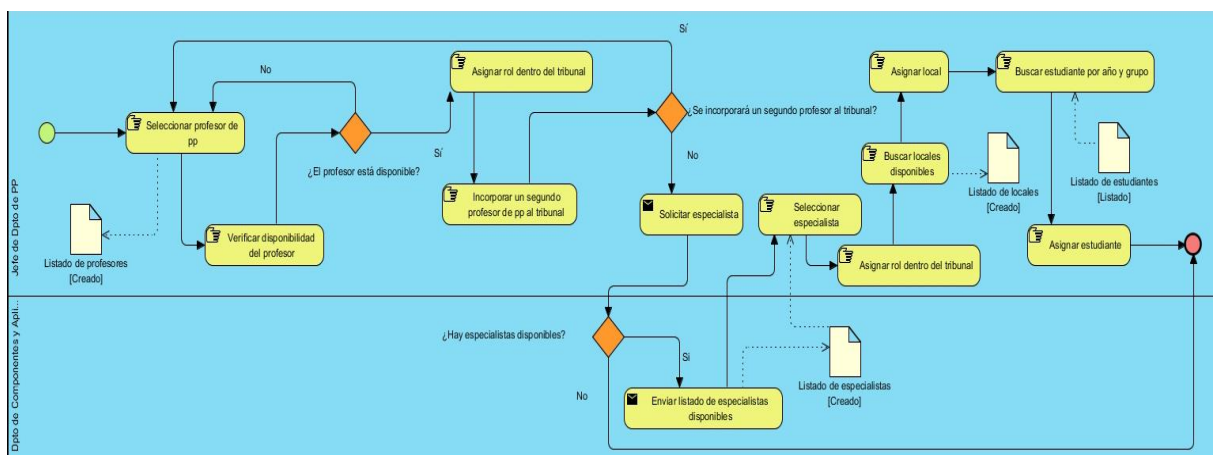 Jefe de Dpto de PP
Sí
No
Seleccionar profesor de
pp
¿El profesor está disponible?
Sí
Listado de profesores
[Creado]
Verificar disponibilidad
del profesor
Asignar rol dentro del tribunal
Incorporar un segundo
profesor de pp al tribunal
¿Se incorporará un segundo profesor al tribunal?
No
Solicitar especialista
Seleccionar
especialista
Asignar rol dentro del tribunal
Buscar locales
disponibles
Asignar local
Listado de locales
[Creado]
Buscar estudiante por año y grupo
Listado de estudiantes
[Listado]
Asignar estudiante
Dpto de Componentes y Apli...
¿Hay especialistas disponibles?
Si
No
Enviar listado de especialistas
disponibles
Listado de especialistas
[Creado]